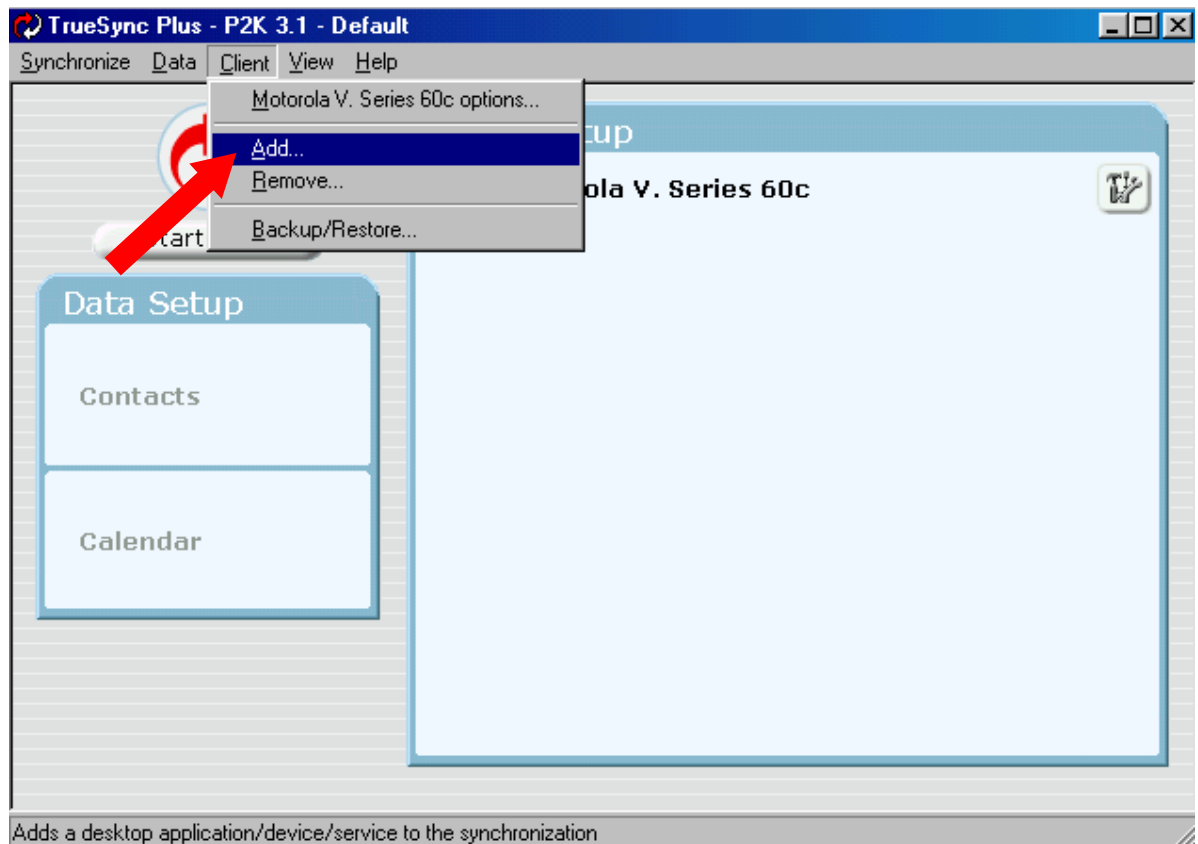 TrueSync Plus - P2K 3.1 - Default
Synchronize Data Client View Help
Motorola V. Series 60c options...
Add...
Remove...
Backup/Restore...
tart
up
ola V. Series 60c
Data Setup
Contacts
Calendar
Adds a desktop application/device/service to the synchronization